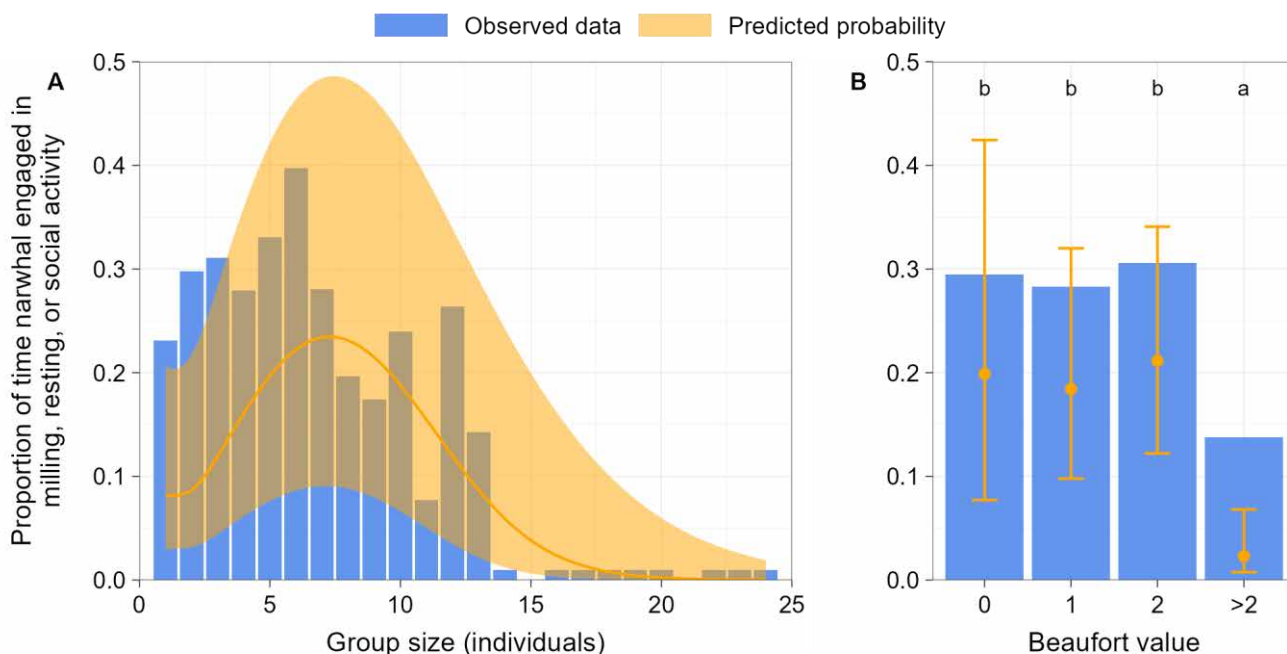 Observed data
Predicted probability
Proportion of time narwhal engaged in
milling, resting, or social activity
A
0.5
0.4
0.3
0.2
0.1
0.0
0
5
10
15
20
25
Group size (individuals)
B
b
b
b
a
0.5
0.4
0.3
0.2
0.1
0.0
0
1
2
>2
Beaufort value